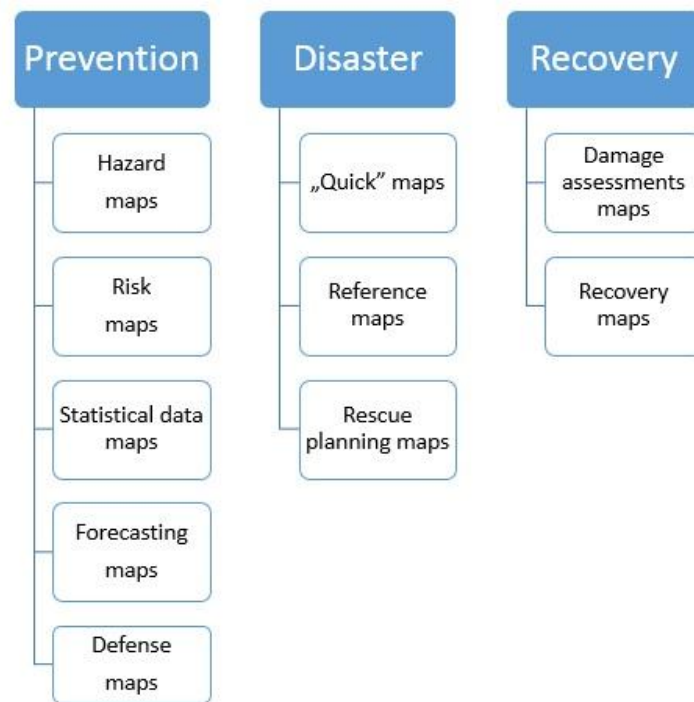 Prevention
Hazard
maps
Risk
maps
Statistical data
maps
Forecasting
maps
Defense
maps
Disaster
„Quick” maps
Reference
maps
Rescue
planning maps
Recovery
Damage
assessments
maps
Recovery
maps